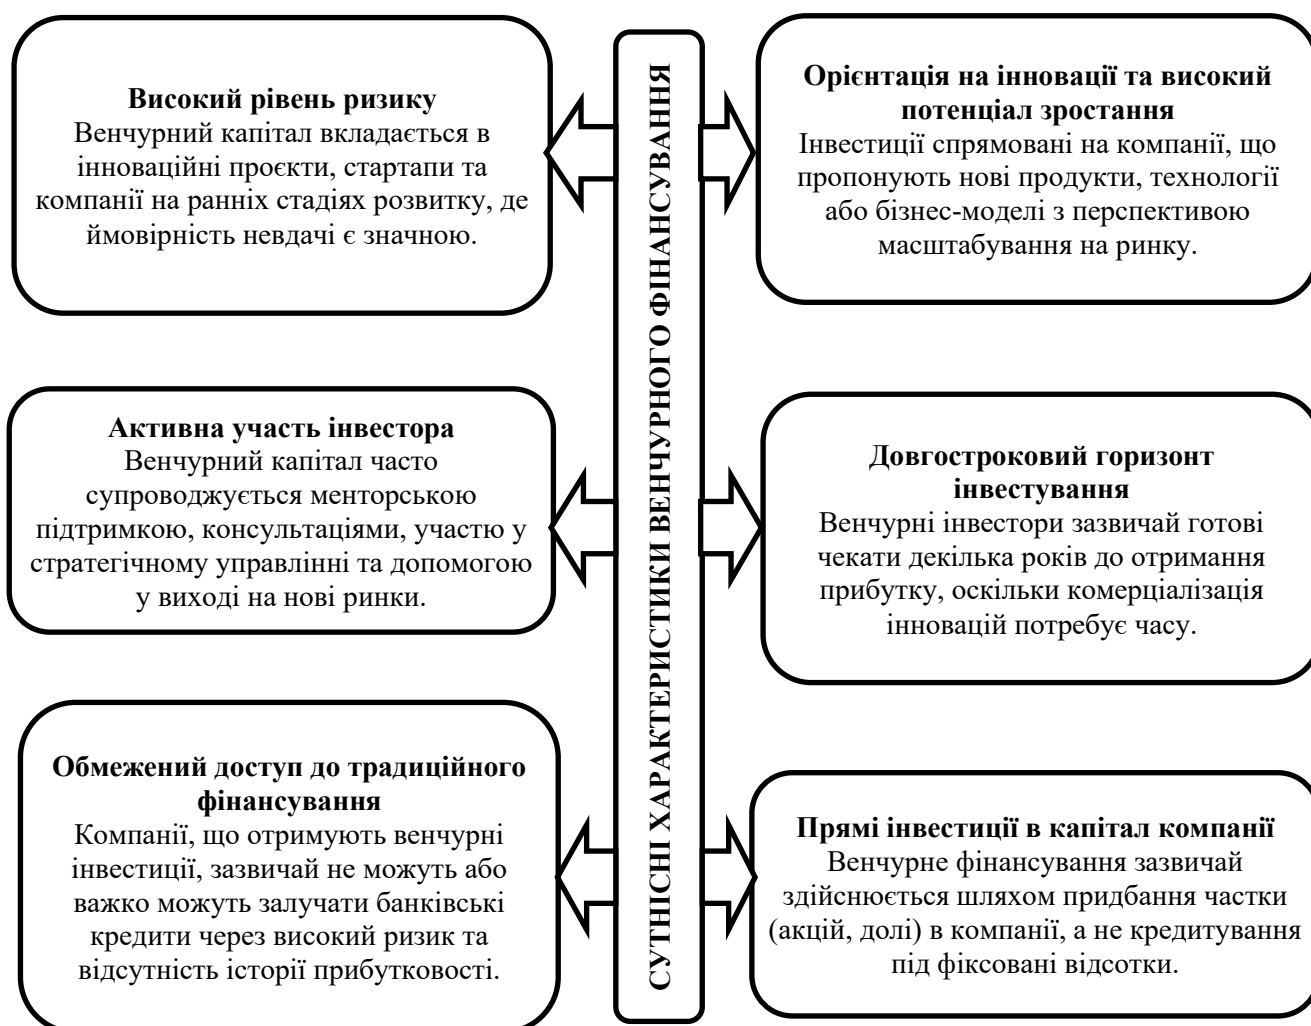 Високий рівень ризику
Венчурний капітал вкладається в
інноваційні проєкти, стартапи та
компанії на ранніх стадіях розвитку, де
ймовірність невдачі є значною.
Орієнтація на інновації та високий
потенціал зростання
Інвестиції спрямовані на компанії, що
пропонують нові продукти, технології
або бізнес-моделі з перспективою
масштабування на ринку.
СУТНІСНІ ХАРАКТЕРИСТИКИ ВЕНЧУРНОГО ФІНАНСУВАННЯ
Активна участь інвестора
Венчурний капітал часто
супроводжується менторською
підтримкою, консультаціями, участю у
стратегічному управлінні та допомогою
у виході на нові ринки.
Довгостроковий горизонт
інвестування
Венчурні інвестори зазвичай готові
чекати декілька років до отримання
прибутку, оскільки комерціалізація
інновацій потребує часу.
Обмежений доступ до традиційного
фінансування
Компанії, що отримують венчурні
інвестиції, зазвичай не можуть або
важко можуть залучати банківські
кредити через високий ризик та
відсутність історії прибутковості.
Прямі інвестиції в капітал компанії
Венчурне фінансування зазвичай
здійснюється шляхом придбання частки
(акцій, долі) в компанії, а не кредитування
під фіксовані відсотки.